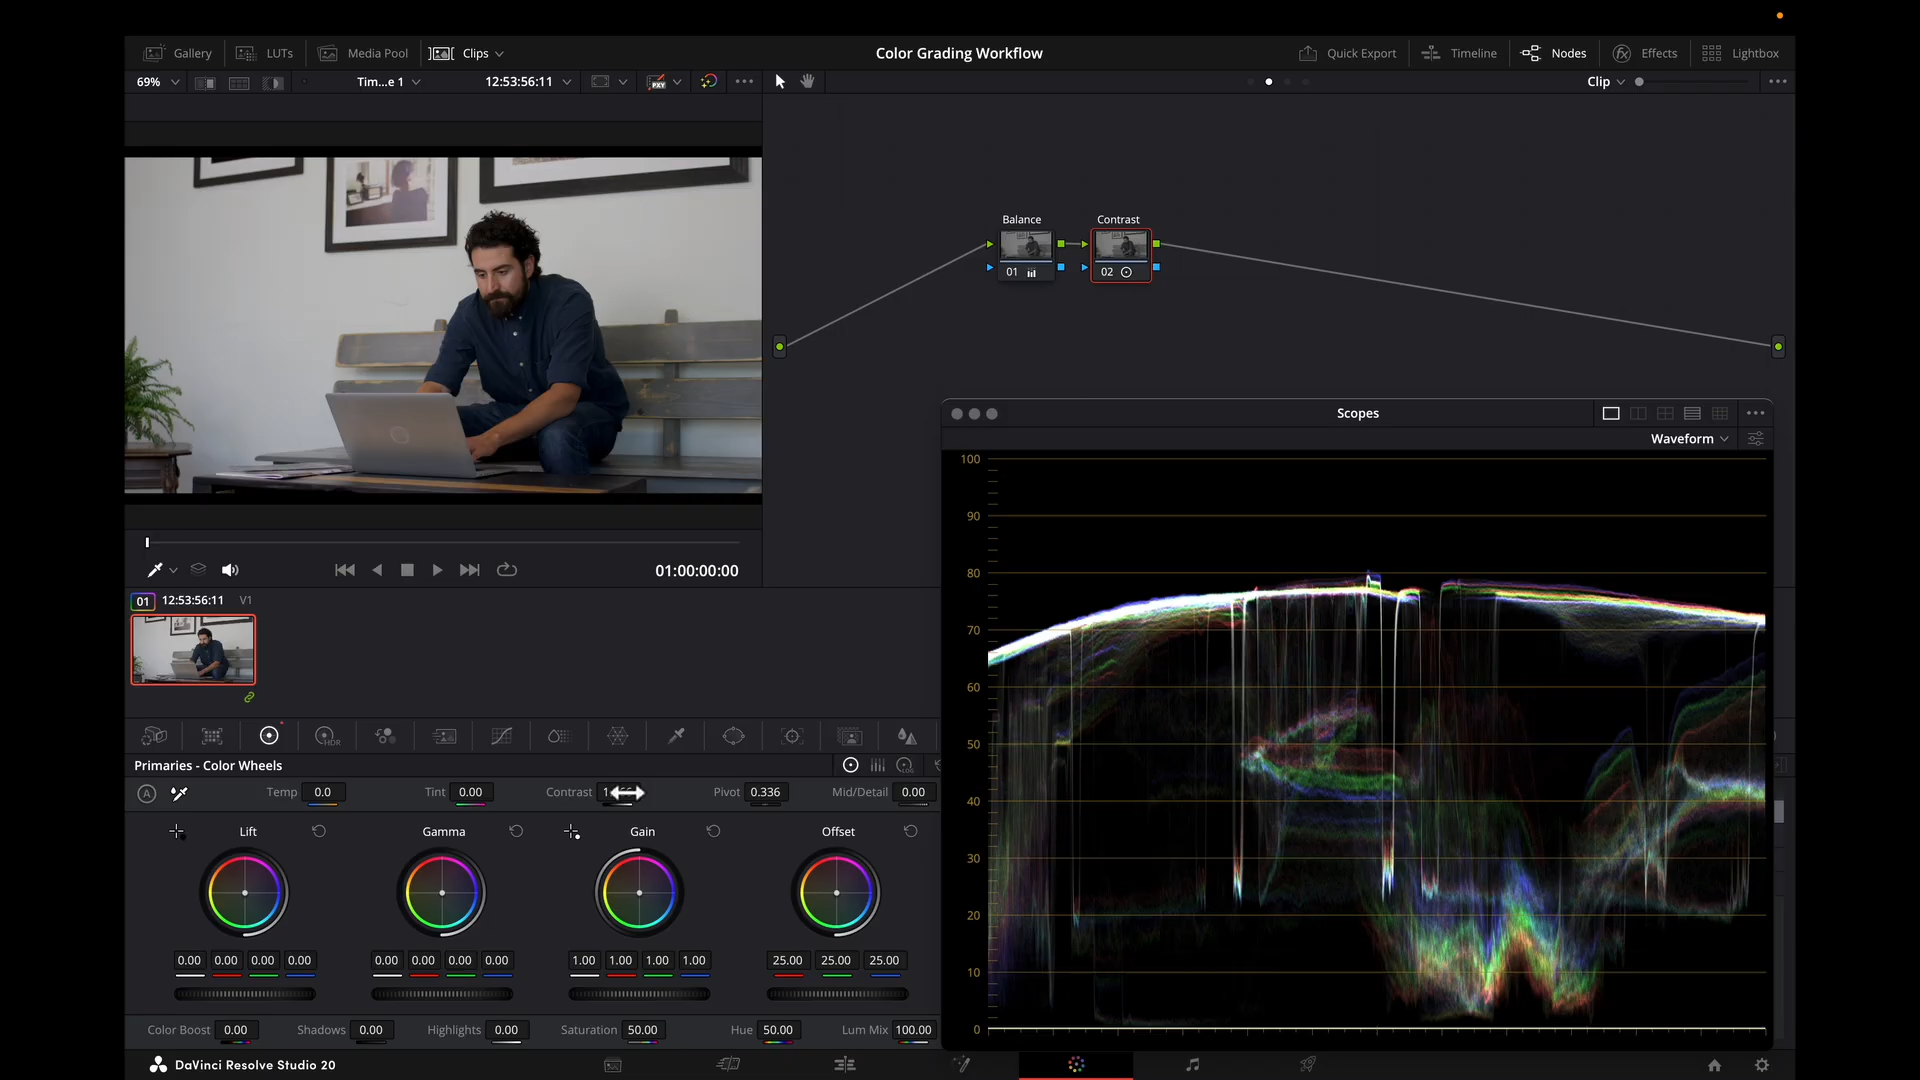 Gallery LUTs Media Pool Clips Color Grading Workflow Quick Export Timeline Nodes Effects Lightbox
69% Tim...e 1 12:53:56:11 PXY Clip
Balance Contrast
01 02
01:00:00:00
01 12:53:56:11 V1
HDR
Primaries - Color Wheels
LOG
A Temp 0.0 Tint 0.00 Contrast Pivot 0.336 Mid/Detail 0.00
Lift Gamma Gain Offset
0.00 0.00 0.00 0.00 0.00 0.00 0.00 0.00 1.00 1.00 1.00 1.00 25.00 25.00 25.00
Color Boost 0.00 Shadows 0.00 Highlights 0.00 Saturation 50.00 Hue 50.00 Lum Mix 100.00
Scopes
Waveform
100
90
80
70
60
50
40
30
20
10
0
DaVinci Resolve Studio 20